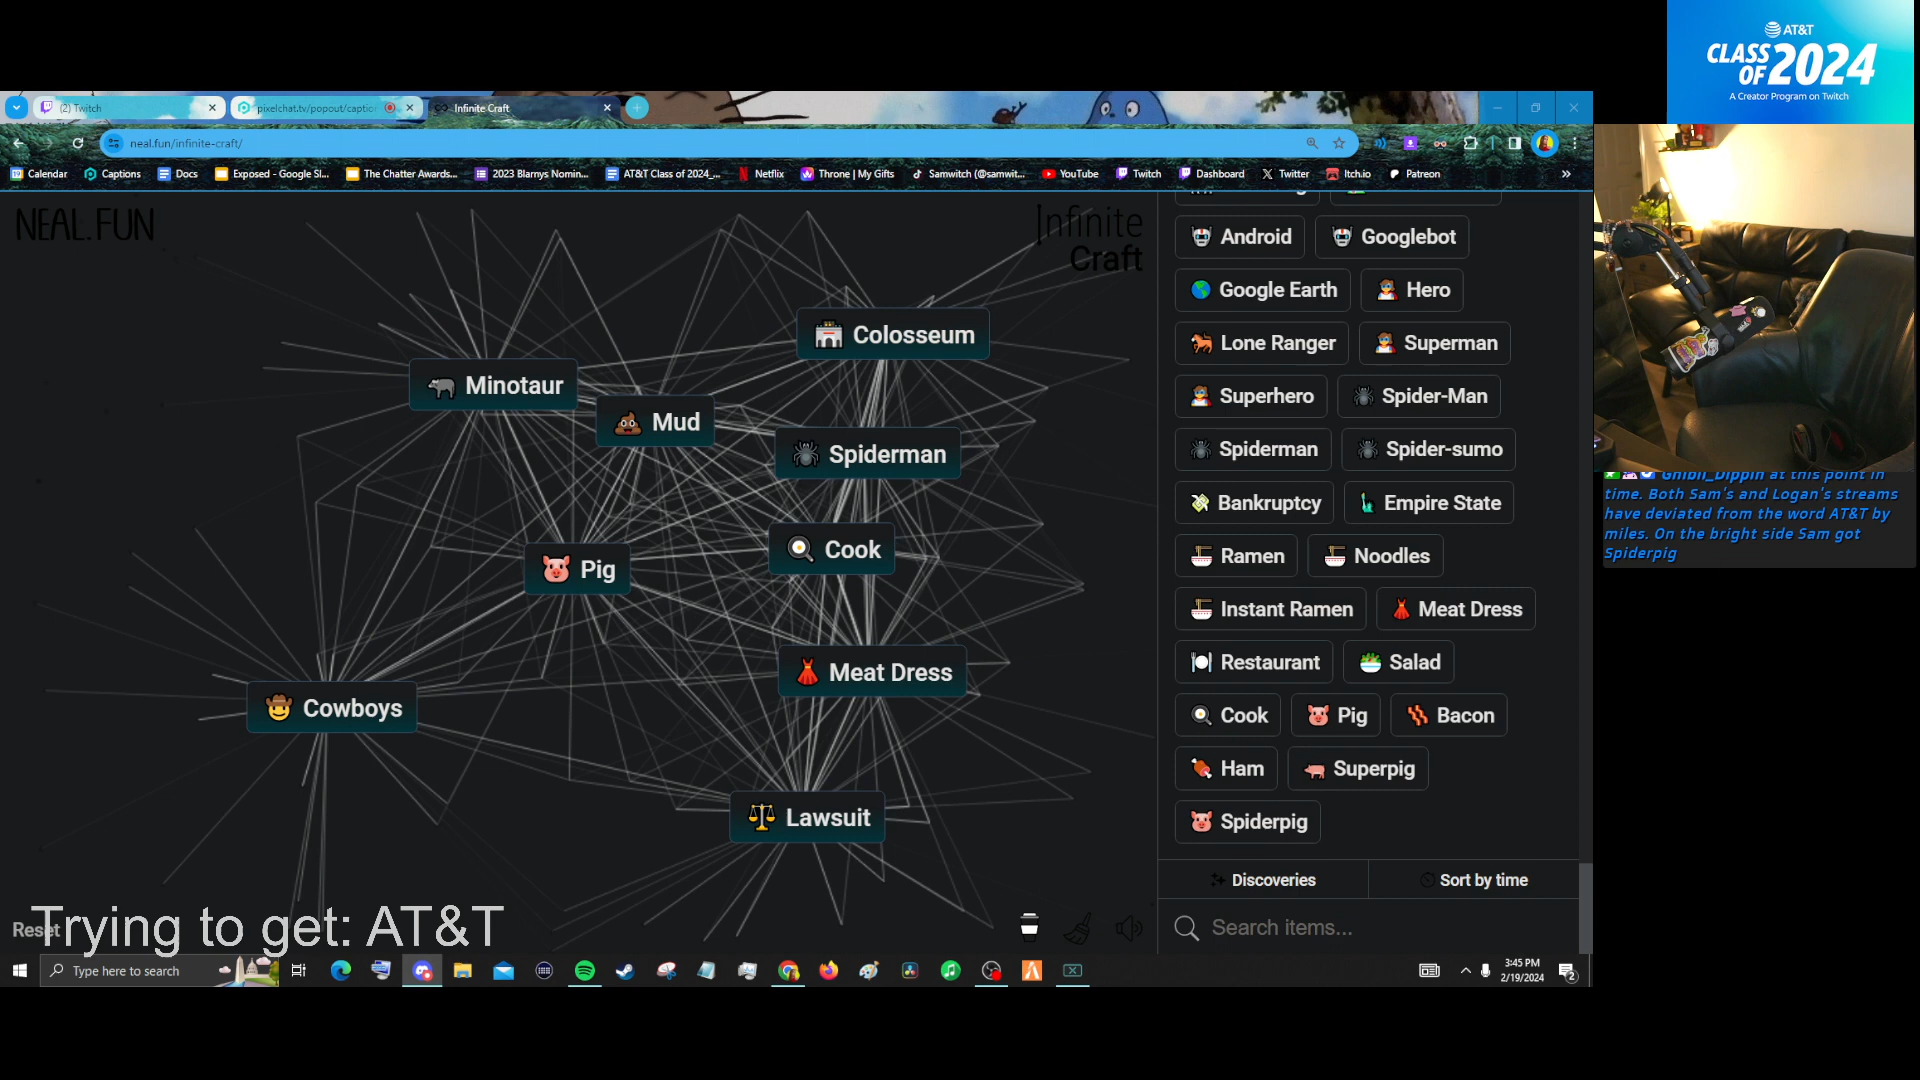 AT&T
CLASS
OF 2024
A Creator Program on Twitch
(2) Twitch
pixelchat.tv/popout/captio
Infinite Craft
neal.fun/infinite-craft/
Calendar
Captions
Docs
Exposed - Google Sl...
The Chatter Awards...
2023 Blarnys Nomin...
AT&T Class of 2024_...
Netflix
Throne | My Gifts
Samwitch (@samwit...
YouTube
Twitch
Dashboard
Twitter
Itch.io
Patreon
NEAL.FUN
Infinite
Craft
Colosseum
Minotaur
Mud
Spiderman
Cook
Pig
Meat Dress
Cowboys
Lawsuit
Android
Googlebot
Google Earth
Hero
Lone Ranger
Superman
Superhero
Spider-Man
Spiderman
Spider-sumo
Bankruptcy
Empire State
Ramen
Noodles
Instant Ramen
Meat Dress
Restaurant
Salad
Cook
Pig
Bacon
Ham
Superpig
Spiderpig
Discoveries
Sort by time
Search items...
Reset
Trying to get: AT&T
Type here to search
3:45 PM
2/19/2024
2
Ghibli_Dippin at this point in
time. Both Sam's and Logan's streams
have deviated from the word AT&T by
miles. On the bright side Sam got
Spiderpig